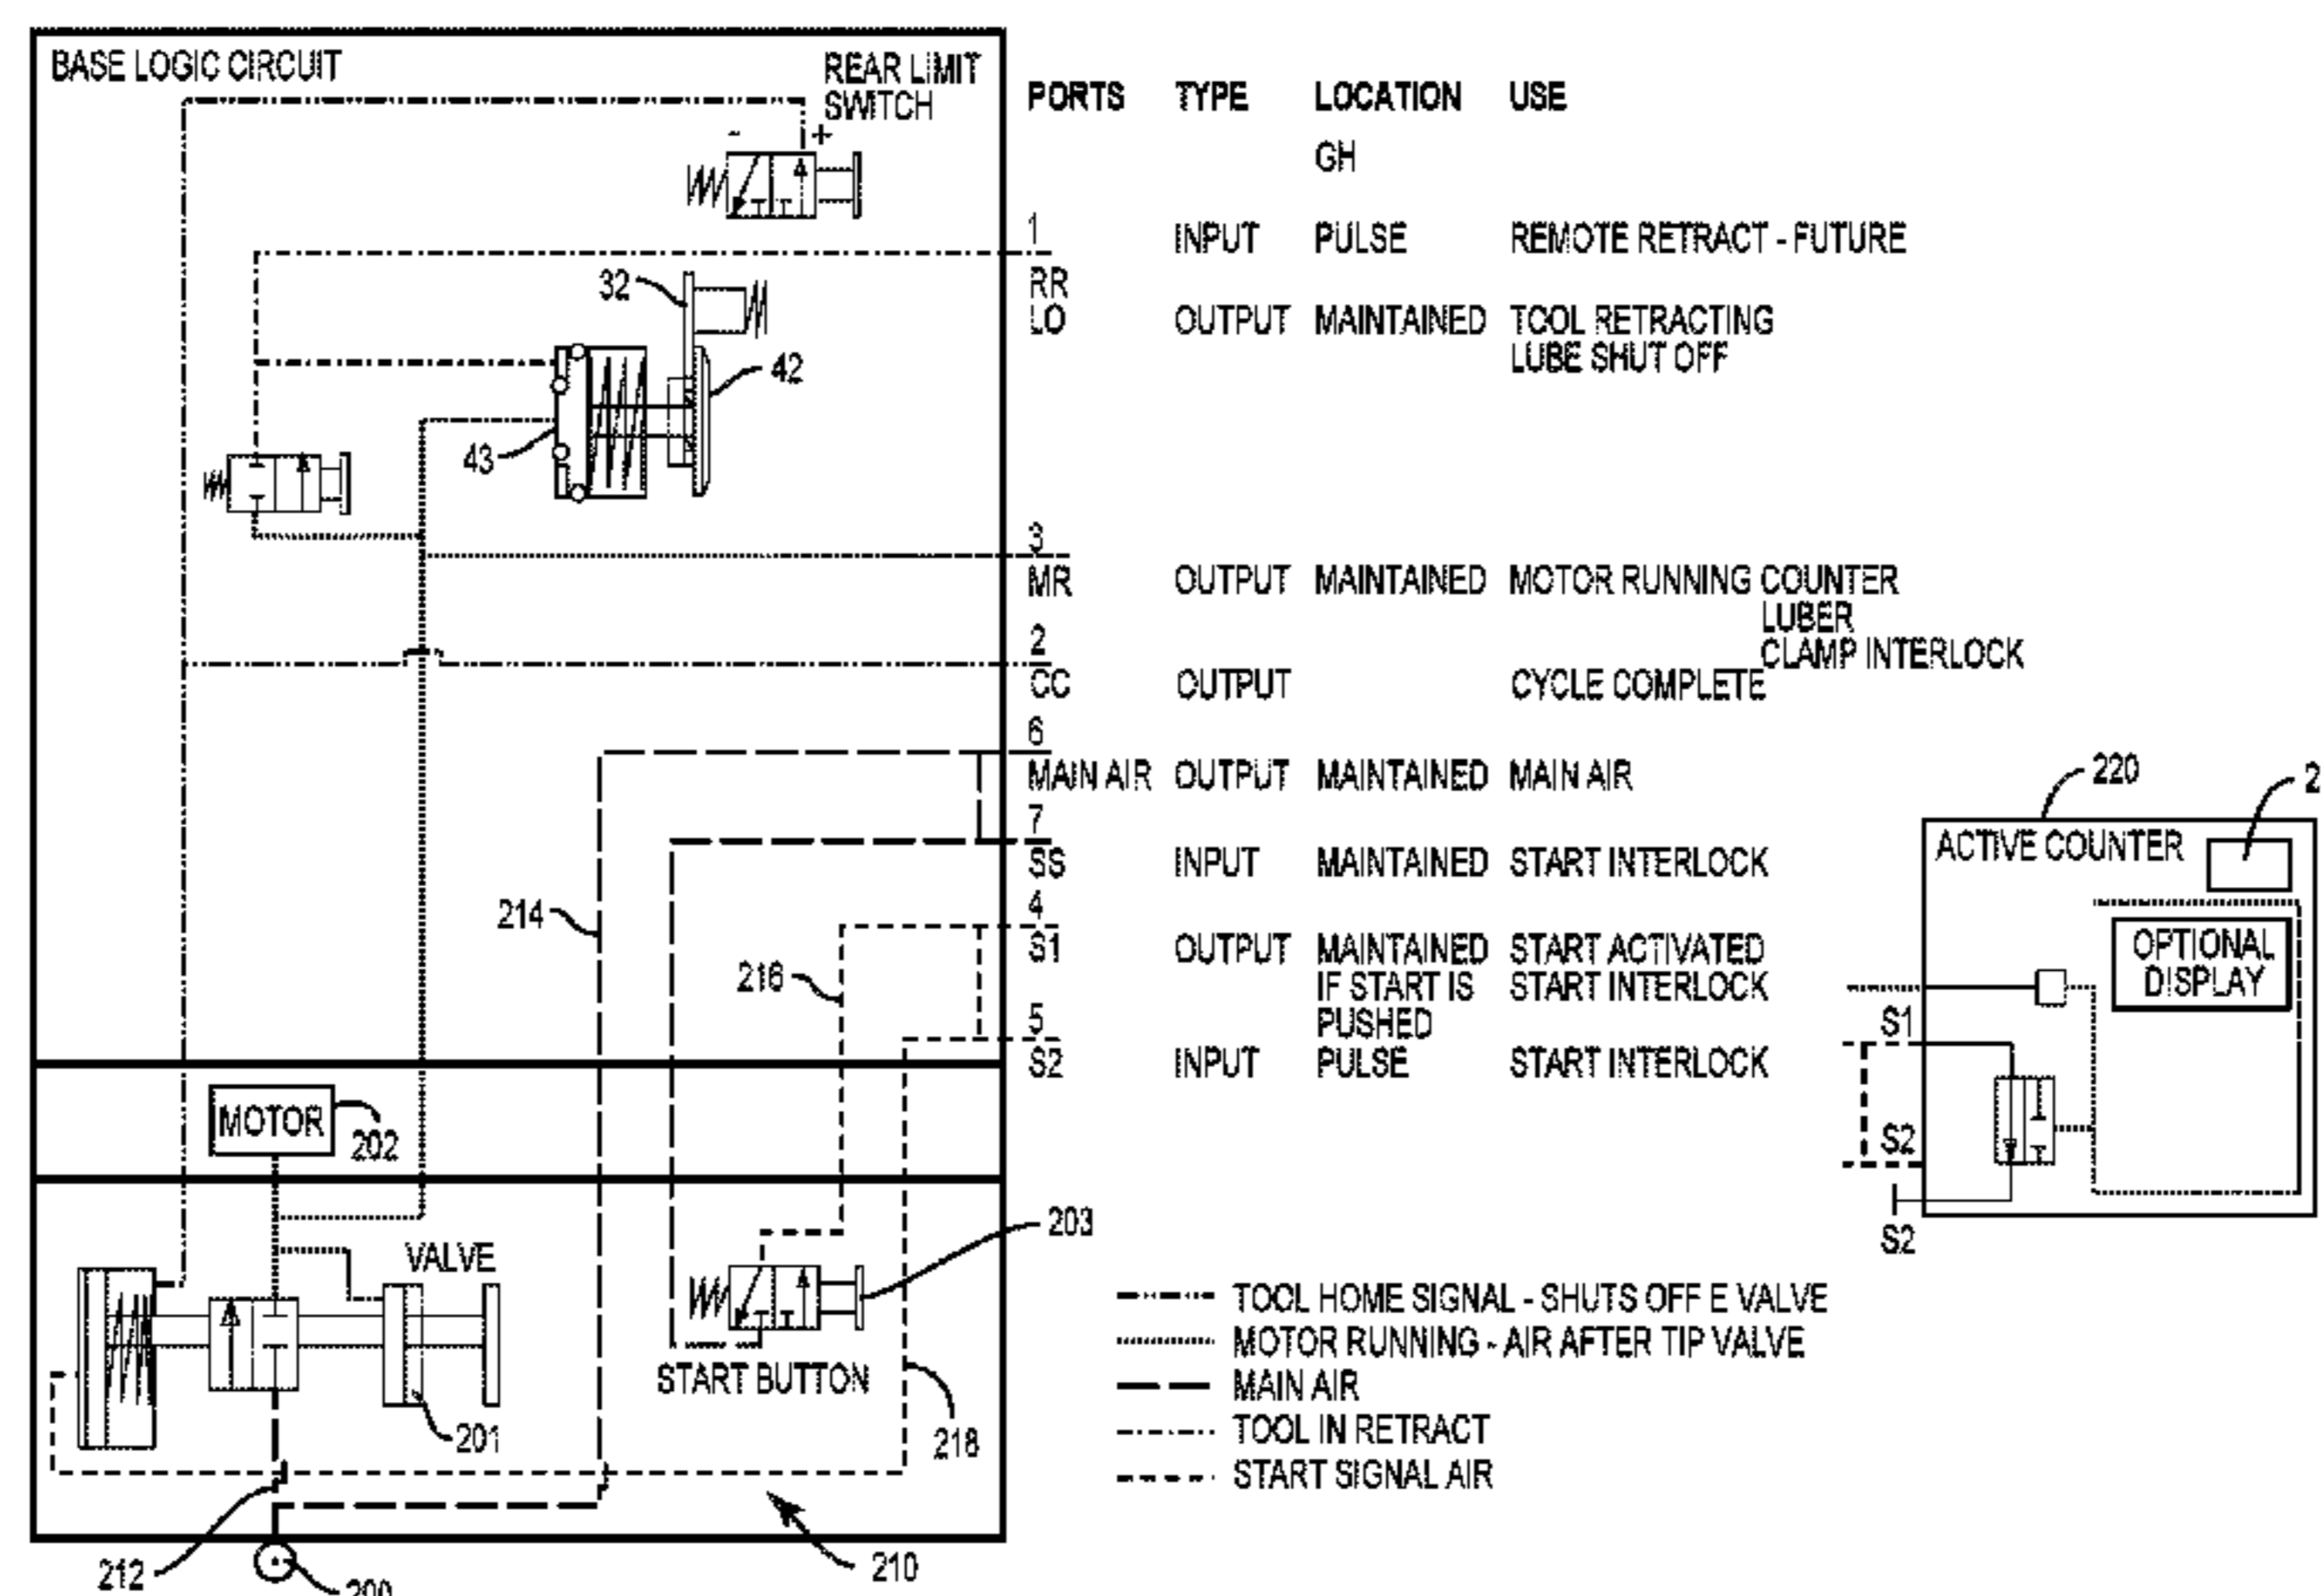 BASE LOGIC CIRCUIT
REAR LIMIT
SWITCH
- +
PORTS TYPE LOCATION USE
GH
1
INPUT PULSE REMOTE RETRACT - FUTURE
RR
LO OUTPUT MAINTAINED TOOL RETRACTING
LUBE SHUT OFF
32
42
43
3
MR OUTPUT MAINTAINED MOTOR RUNNING COUNTER
LUBER
CLAMP INTERLOCK
2
CC OUTPUT CYCLE COMPLETE
6
MAIN AIR OUTPUT MAINTAINED MAIN AIR
7
SS INPUT MAINTAINED START INTERLOCK
4
S1 OUTPUT MAINTAINED START ACTIVATED
IF START IS START INTERLOCK
PUSHED
5
S2 INPUT PULSE START INTERLOCK
214
216
220
2
ACTIVE COUNTER
OPTIONAL
DISPLAY
S1
S2
S2
MOTOR
202
VALVE
203
START BUTTON
201
218
212
200
210
TOOL HOME SIGNAL - SHUTS OFF E VALVE
MOTOR RUNNING - AIR AFTER TIP VALVE
MAIN AIR
TOOL IN RETRACT
START SIGNAL AIR